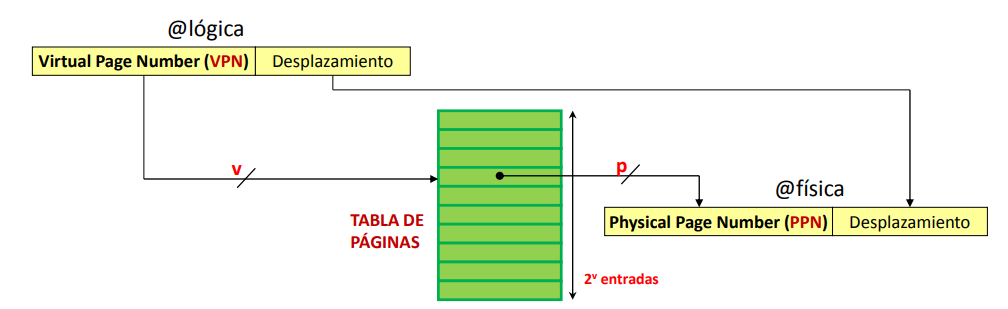 @lógica
Virtual Page Number (VPN) Desplazamiento
v
p
@física
TABLA DE
PÁGINAS
Physical Page Number (PPN) Desplazamiento
2ᵛ entradas